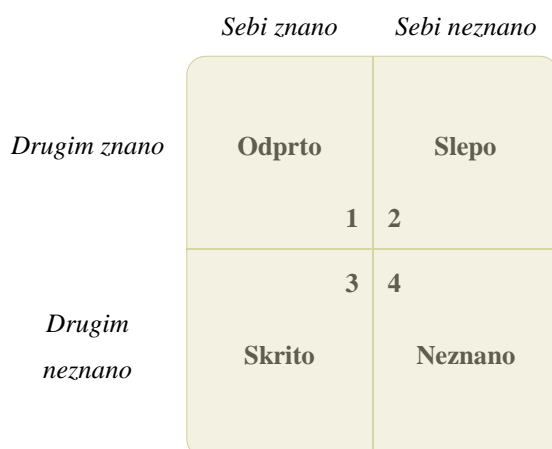 Sebi znano Sebi neznano
Drugim znano Odprto Slepo
1 2
3 4
Drugim
neznano
Skrito Neznano